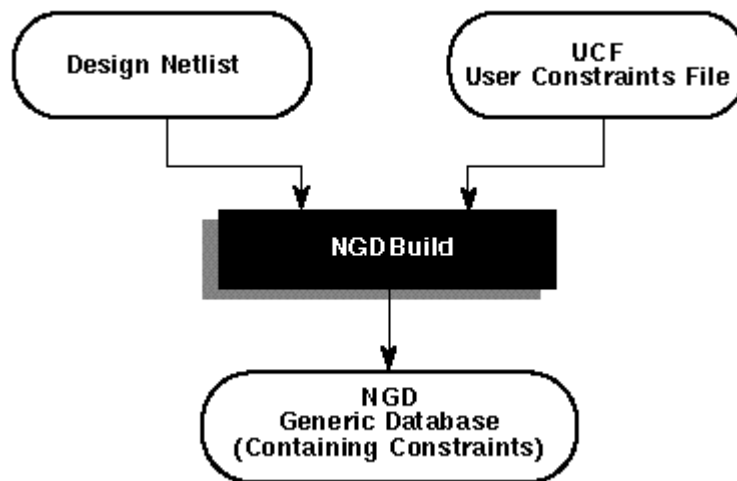 Design Netlist
UCF
User Constraints File
NGDBuild
NGD
Generic Database
(Containing Constraints)